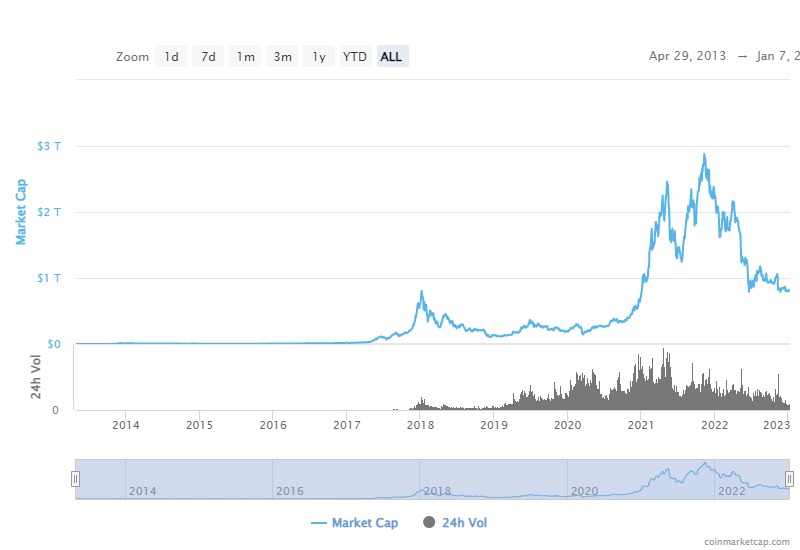 Zoom 1d 7d 1m 3m 1y YTD ALL Apr 29, 2013 → Jan 7, 2
$3 T
$2 T
$1 T
$0
Market Cap
24h Vol
0
2014 2015 2016 2017 2018 2019 2020 2021 2022 2023
2014 2016 2018 2020 2022
Market Cap 24h Vol
coinmarketcap.com